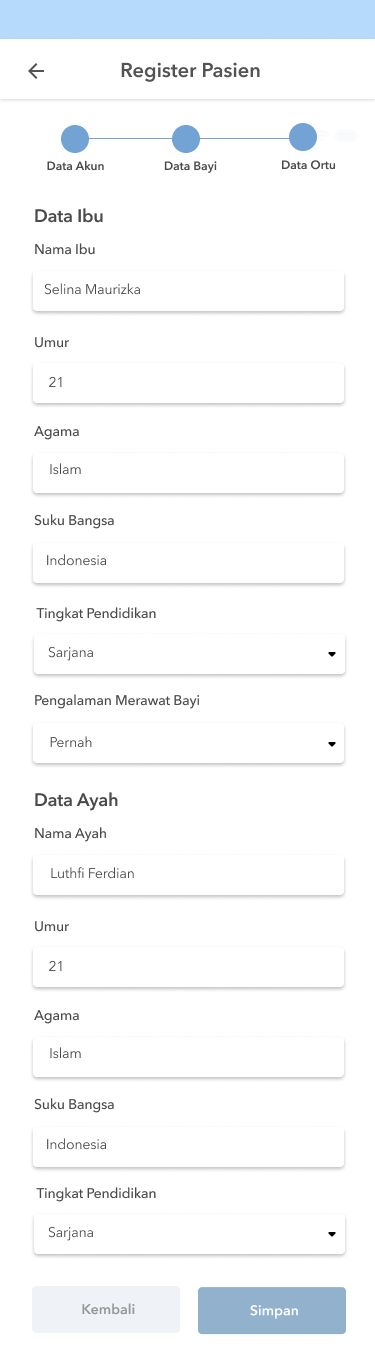 Register Pasien
Data Akun
Data Bayi
Data Ortu
Data Ibu
Nama Ibu
Selina Maurizka
Umur
21
Agama
Islam
Suku Bangsa
Indonesia
Tingkat Pendidikan
Sarjana
Pengalaman Merawat Bayi
Pernah
Data Ayah
Nama Ayah
Luthfi Ferdian
Umur
21
Agama
Islam
Suku Bangsa
Indonesia
Tingkat Pendidikan
Sarjana
Kembali
Simpan